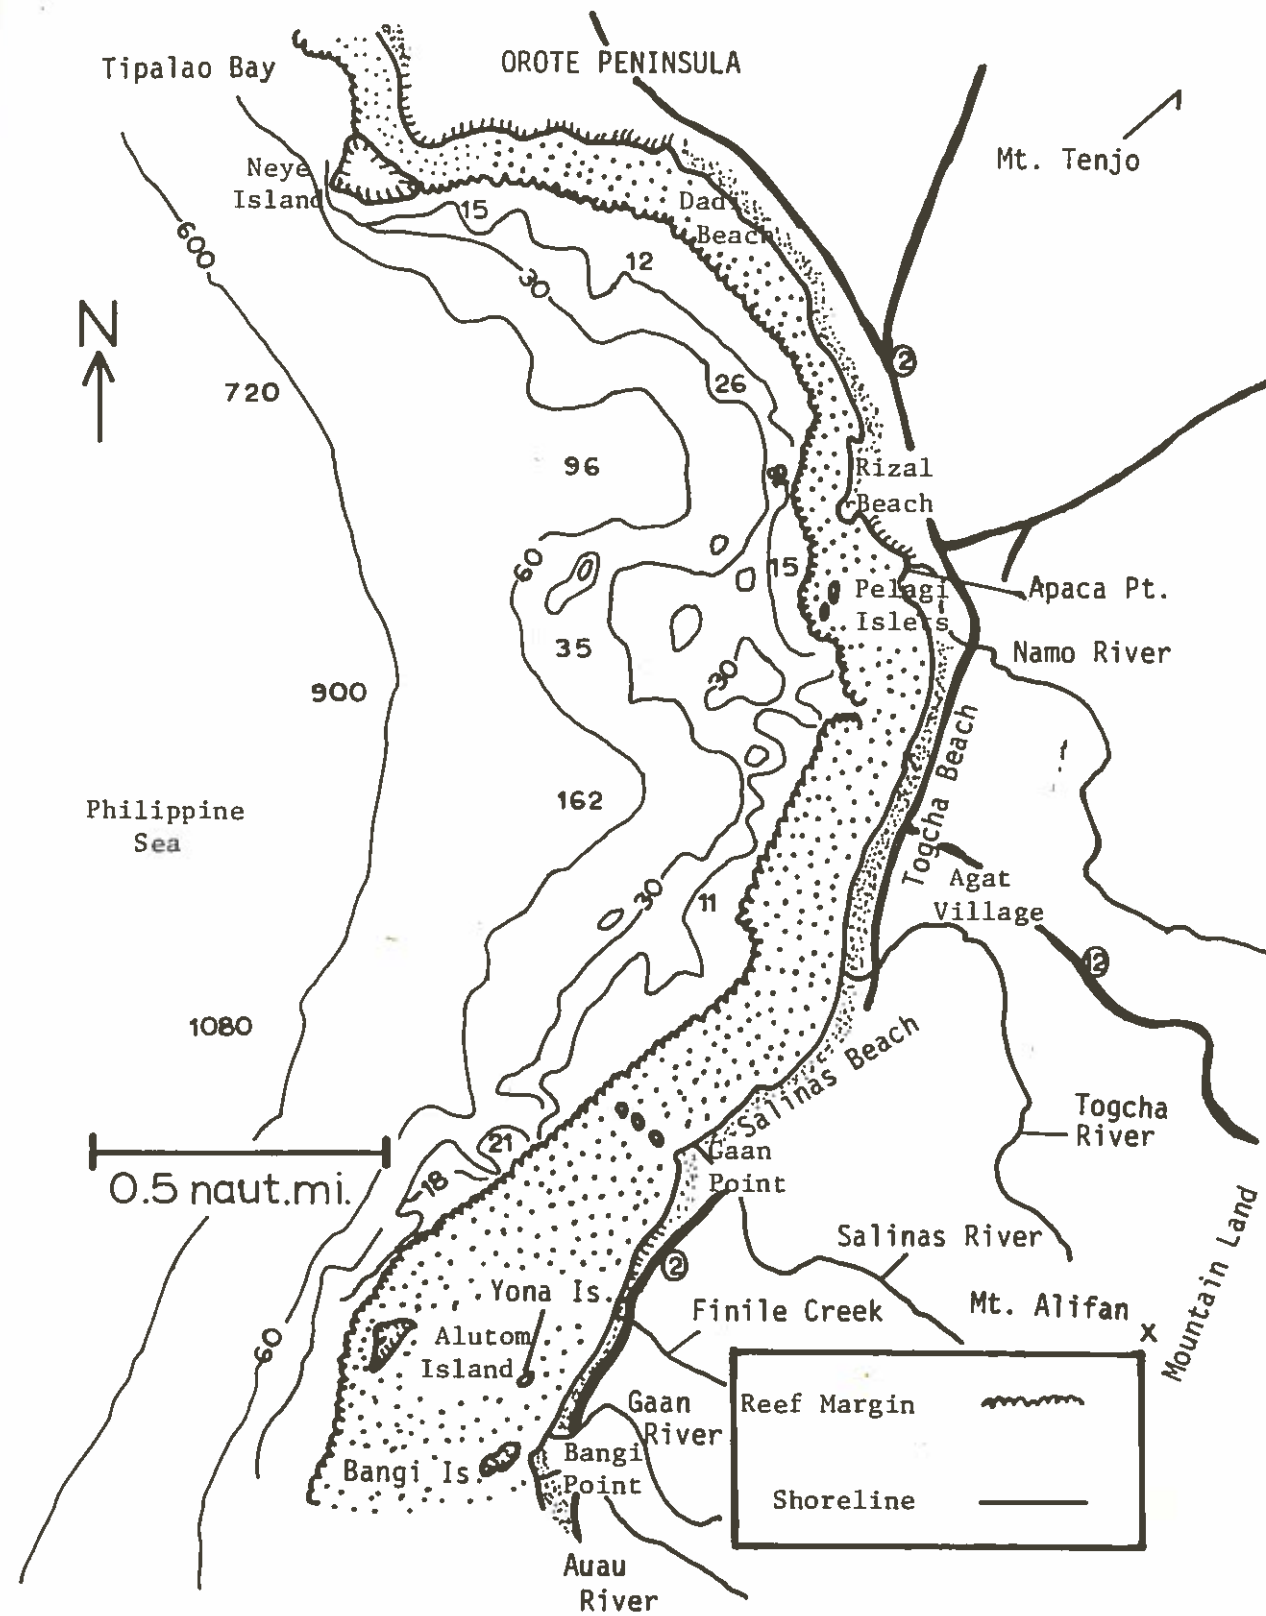 OROTE PENINSULA
Tipalao Bay
Mt. Tenjo
Neye
Island
Dadi
Beach
15
12
600
30
N
2
720
26
96
Rizal
Beach
60
15
Pelagi
Islets
Apaca Pt.
35
Namo River
30
900
Togcha Beach
162
Philippine
Sea
Agat
Village
30
11
12
1080
Salinas Beach
Togcha
River
21
Gaan
Point
0.5 naut.mi.
18
Salinas River
2
Mountain Land
Yona Is.
Finile Creek
Mt. Alifan
x
60
Alutom
Island
Gaan
River
Reef Margin
Bangi Is.
Bangi
Point
Shoreline
Auau
River